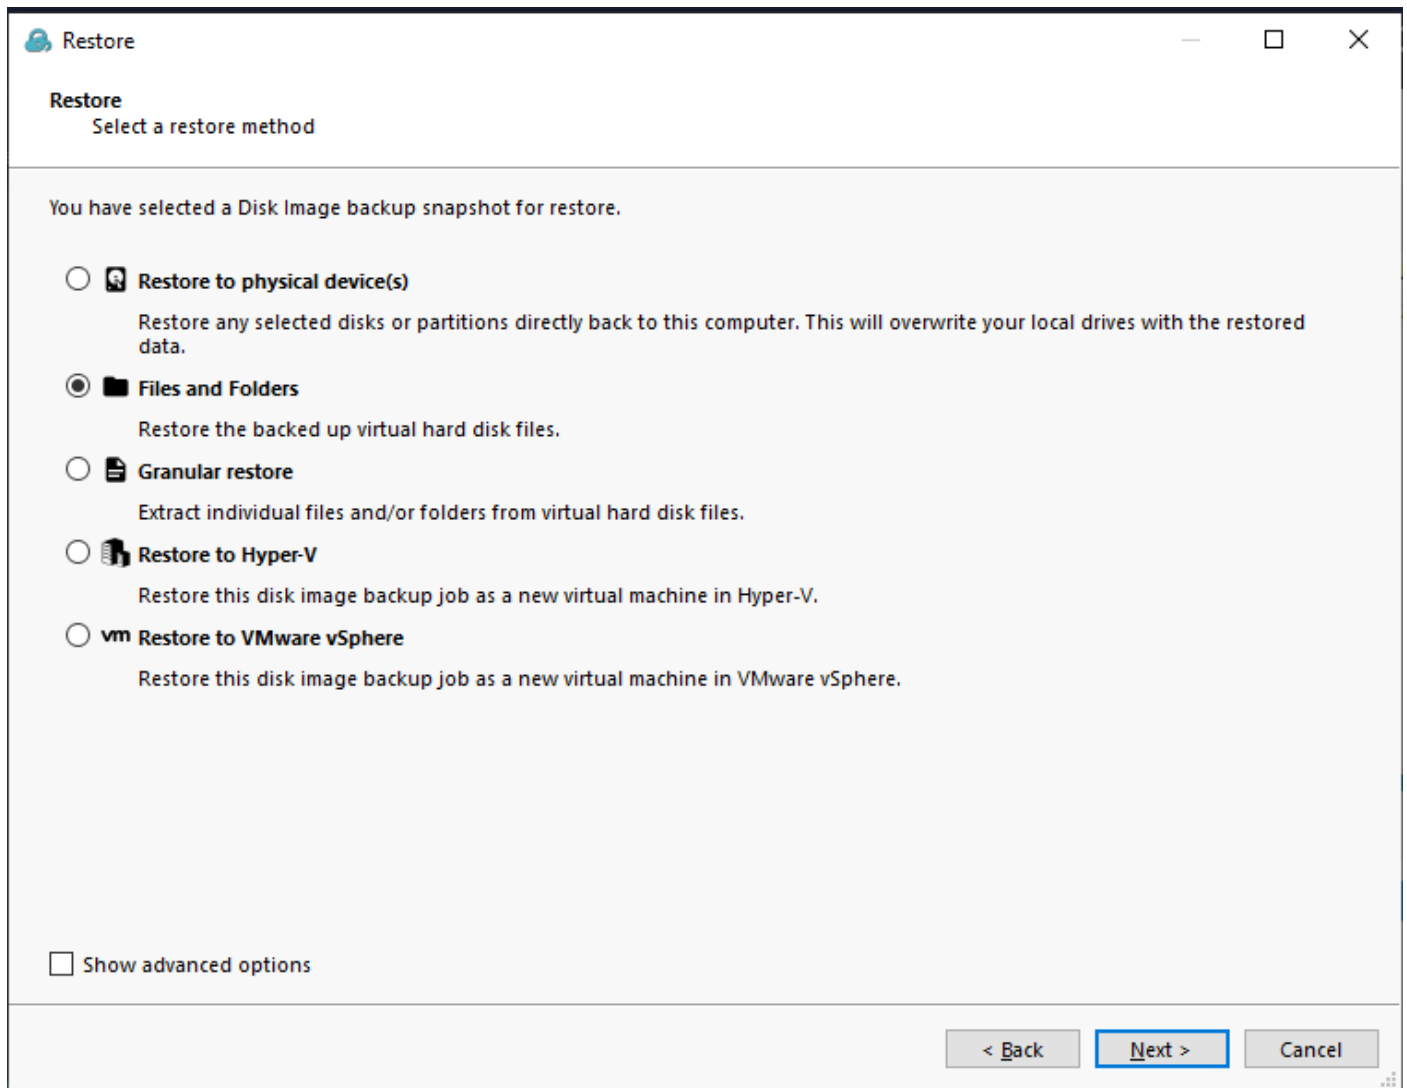 Restore
Restore
Select a restore method
You have selected a Disk Image backup snapshot for restore.
Restore to physical device(s)
Restore any selected disks or partitions directly back to this computer. This will overwrite your local drives with the restored
data.
Files and Folders
Restore the backed up virtual hard disk files.
Granular restore
Extract individual files and/or folders from virtual hard disk files.
Restore to Hyper-V
Restore this disk image backup job as a new virtual machine in Hyper-V.
vm Restore to VMware vSphere
Restore this disk image backup job as a new virtual machine in VMware vSphere.
Show advanced options
< Back Next > Cancel